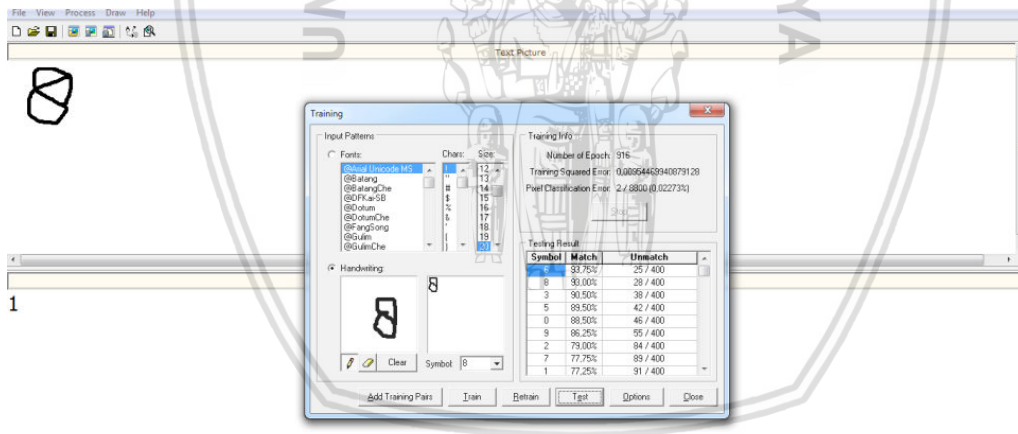 File View Process Draw Help
Text Picture
8
1
Training
Input Patterns
Fonts:
Chars:
Size:
@Arial Unicode MS
@Batang
@BatangChe
@DFKai-SB
@Dotum
@DotumChe
@FangSong
@Gulim
@GulimChe
!
"
#
$
%
&
'
(
)
12
13
14
15
16
17
18
19
20
Handwriting:
8
8
Clear
Symbol: 8
Training Info
Number of Epoch: 916
Training Squared Error: 0,00954469940879128
Pixel Classification Error: 2 / 8800 (0,02273%)
Stop
Testing Result
Symbol Match Unmatch
6 93,75% 25 / 400
8 93,00% 28 / 400
3 90,50% 38 / 400
5 89,50% 42 / 400
0 88,50% 46 / 400
9 86,25% 55 / 400
2 79,00% 84 / 400
7 77,75% 89 / 400
1 77,25% 91 / 400
Add Training Pairs
Train
Retrain
Test
Options
Close